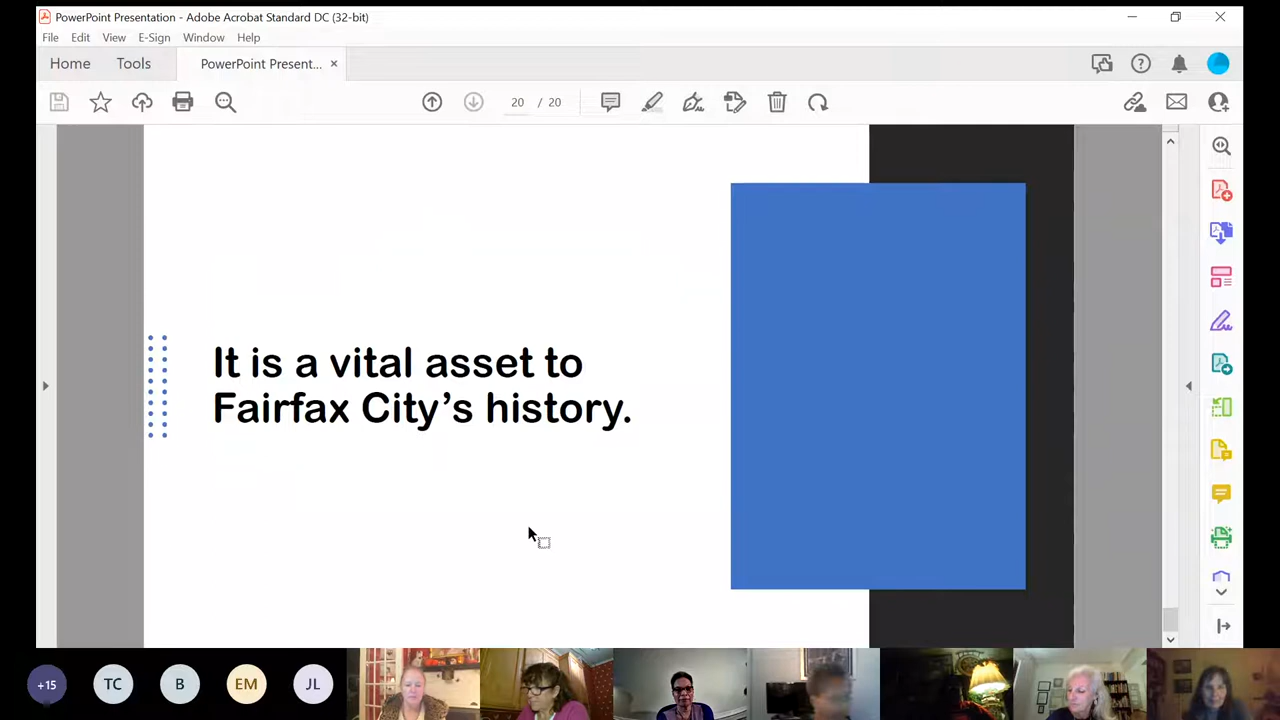 PowerPoint Presentation - Adobe Acrobat Standard DC (32-bit)
File Edit View E-Sign Window Help
Home Tools PowerPoint Present... ×
20 / 20
It is a vital asset to
Fairfax City’s history.
+15 TC B EM JL